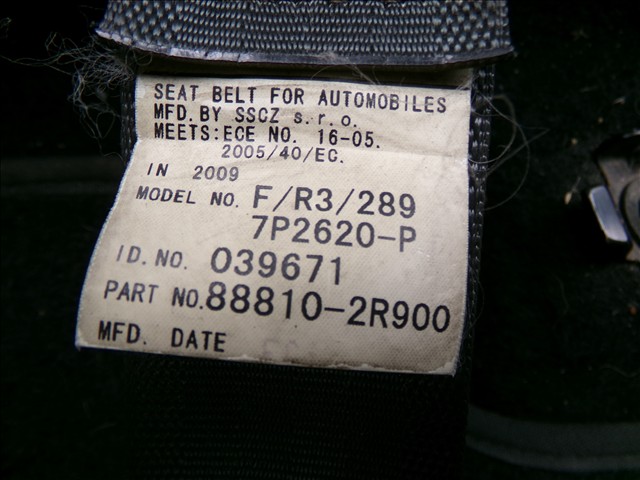 SEAT BELT FOR AUTOMOBILES
MFD.BY SSCZ s.r.o.
MEETS:ECE NO. 16-05.
2005/40/EC.
IN 2009
MODEL NO. F/R3/289
7P2620-P
ID.NO. 039671
PART NO.88810-2R900
MFD. DATE